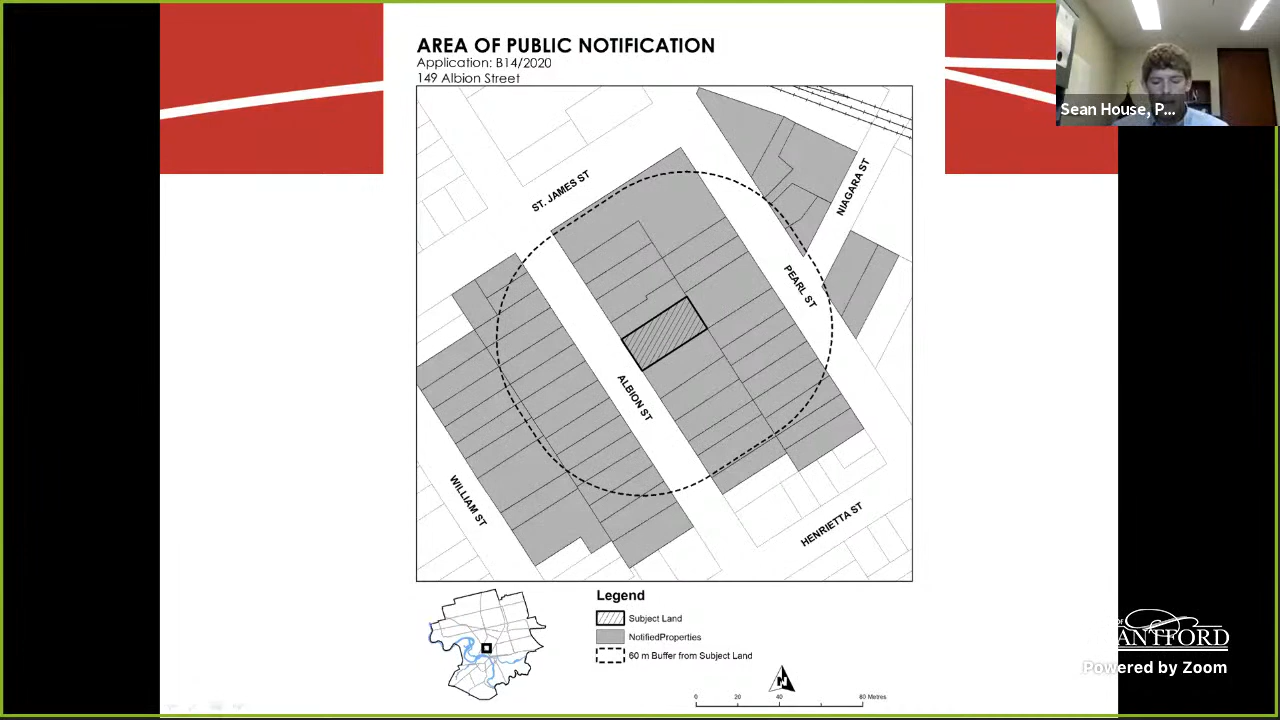 AREA OF PUBLIC NOTIFICATION
Application: B14/2020
149 Albion Street
Sean House, P...
ST. JAMES ST
NIAGARA ST
PEARL ST
ALBION ST
WILLIAM ST
HENRIETTA ST
Legend
Subject Land
NotifiedProperties
60 m Buffer from Subject Land
N
0 20 40 80 Metres
ANTFORD
Powered by Zoom